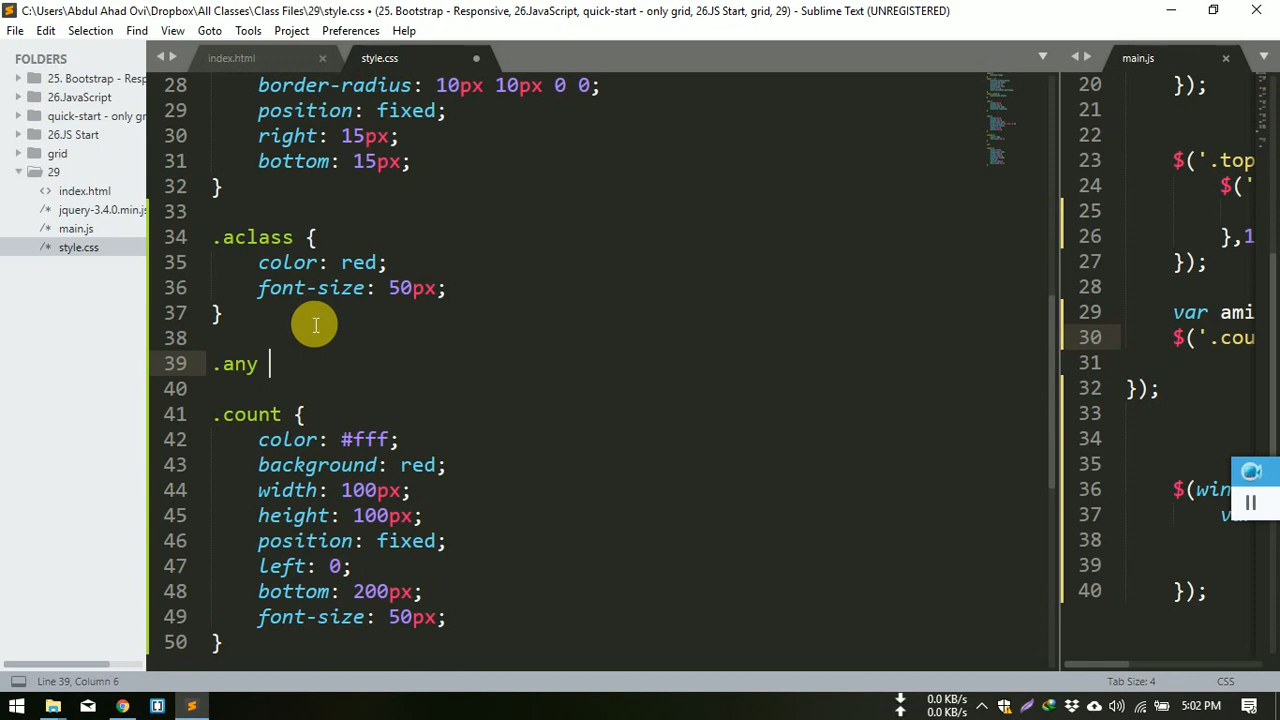 C:\Users\Abdul Ahad Ovi\Dropbox\All Classes\Class Files\29\style.css • (25. Bootstrap - Responsive, 26.JavaScript, quick-start - only grid, 26.JS Start, grid, 29) - Sublime Text (UNREGISTERED)
File Edit Selection Find View Goto Tools Project Preferences Help
FOLDERS
25. Bootstrap - Resp
26.JavaScript
quick-start - only gr
26.JS Start
grid
29
index.html
jquery-3.4.0.min.js
main.js
style.css
index.html
style.css
28 border-radius: 10px 10px 0 0;
29 position: fixed;
30 right: 15px;
31 bottom: 15px;
32 }
33
34 .aclass {
35 color: red;
36 font-size: 50px;
37 }
38
39 .any
40
41 .count {
42 color: #fff;
43 background: red;
44 width: 100px;
45 height: 100px;
46 position: fixed;
47 left: 0;
48 bottom: 200px;
49 font-size: 50px;
50 }
main.js
20 });
21
22
23 $('.top
24 $('
25
26 },1
27 });
28
29 var ami
30 $('.cou
31
32 });
33
34
35
36 $(win
37 var
38
39
40 });
Line 39, Column 6
Tab Size: 4
CSS
0.0 KB/s
0.0 KB/s
5:02 PM